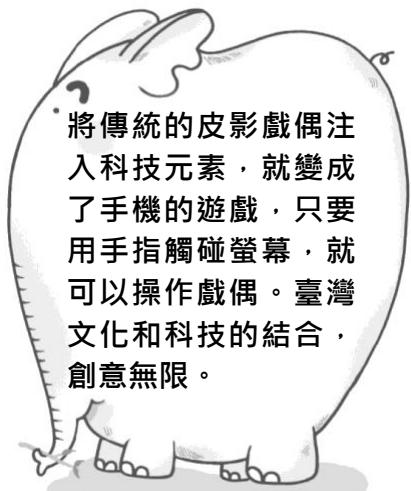 將傳統的皮影戲偶注
入科技元素，就變成
了手機的遊戲，只要
用手指觸碰螢幕，就
可以操作戲偶。臺灣
文化和科技的結合，
創意無限。